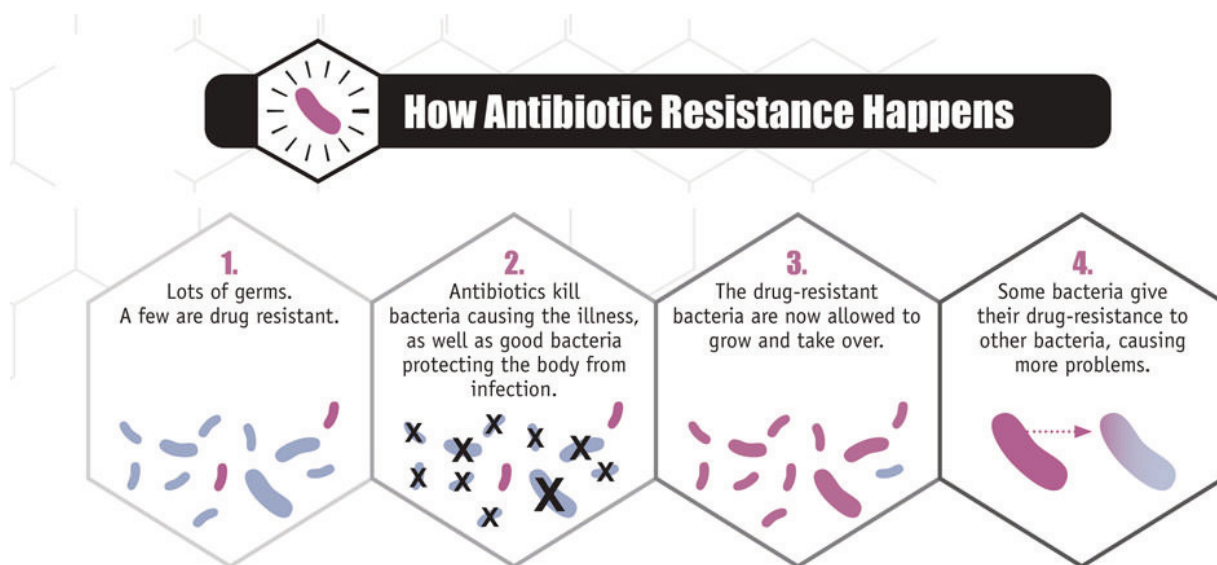 How Antibiotic Resistance Happens
1.
Lots of germs.
A few are drug resistant.
2.
Antibiotics kill
bacteria causing the illness,
as well as good bacteria
protecting the body from
infection.
X X X X X X X X X X
3.
The drug-resistant
bacteria are now allowed to
grow and take over.
4.
Some bacteria give
their drug-resistance to
other bacteria, causing
more problems.